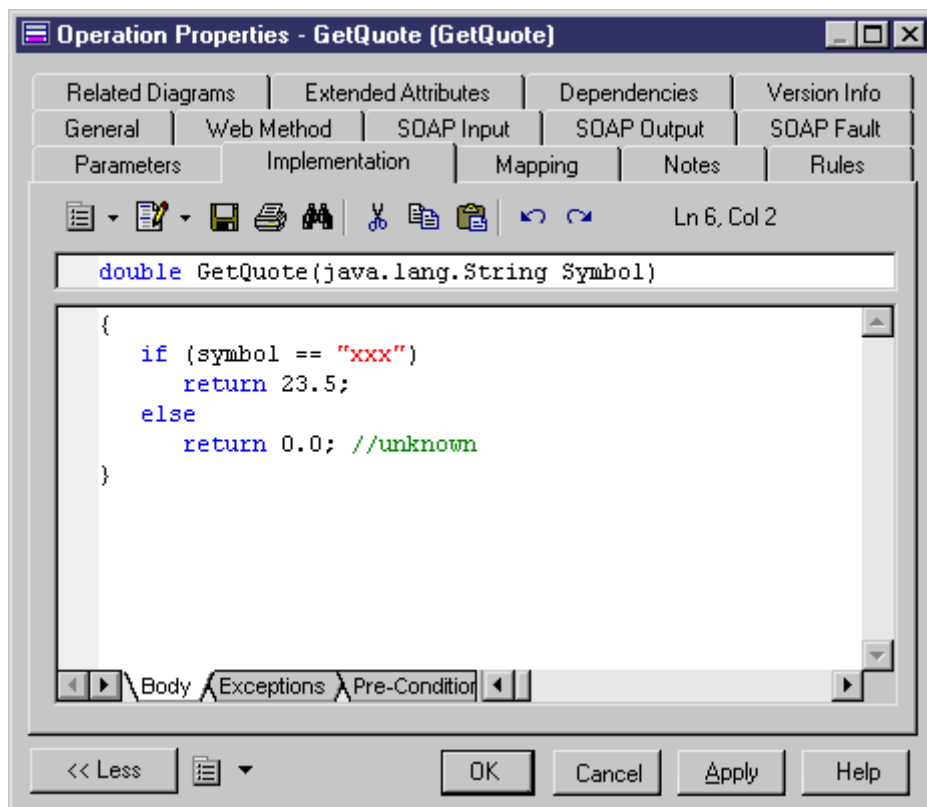 Operation Properties - GetQuote (GetQuote)
Related Diagrams Extended Attributes Dependencies Version Info
General Web Method SOAP Input SOAP Output SOAP Fault
Parameters Implementation Mapping Notes Rules
Ln 6, Col 2
double GetQuote(java.lang.String Symbol)
{
if (symbol == "xxx")
return 23.5;
else
return 0.0; //unknown
}
Body Exceptions Pre-Condition
<< Less OK Cancel Apply Help